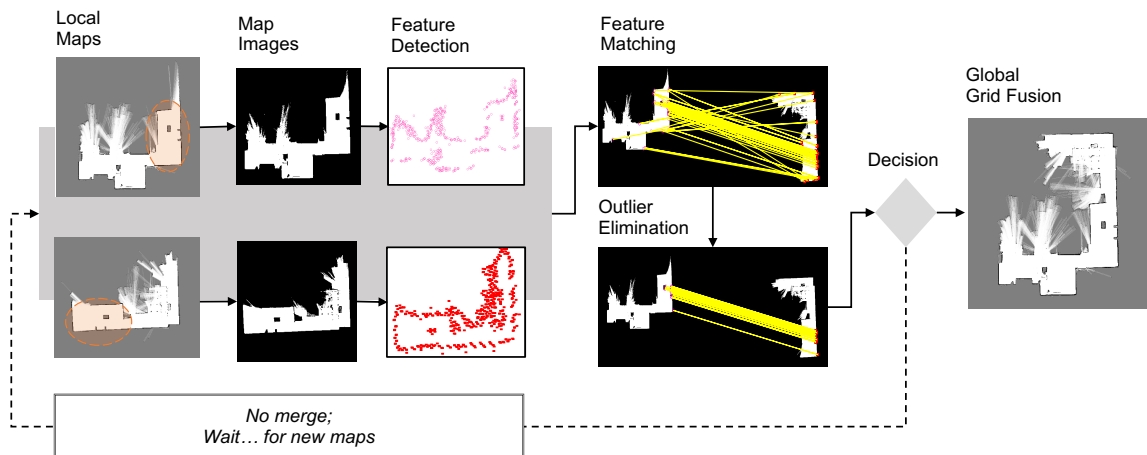 Local
Maps
Map
Images
Feature
Detection
Feature
Matching
Global
Grid Fusion
Decision
Outlier
Elimination
No merge;
Wait… for new maps